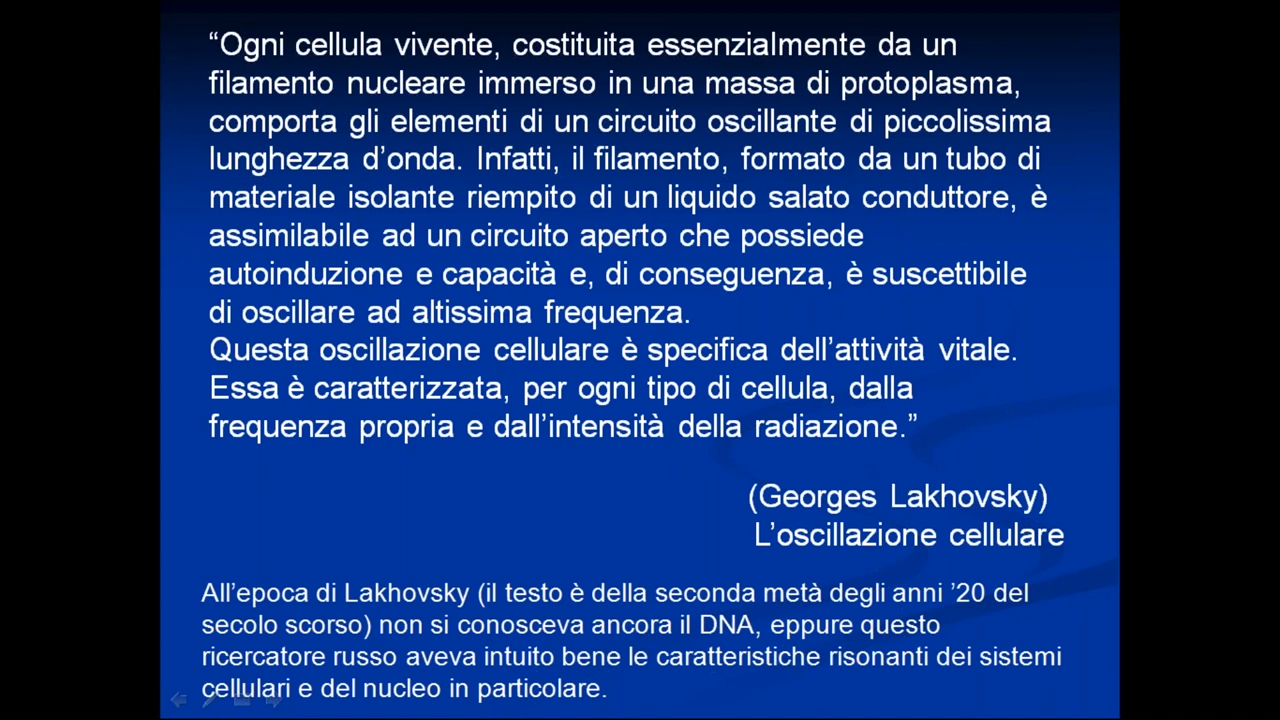 “Ogni cellula vivente, costituita essenzialmente da un
filamento nucleare immerso in una massa di protoplasma,
comporta gli elementi di un circuito oscillante di piccolissima
lunghezza d’onda. Infatti, il filamento, formato da un tubo di
materiale isolante riempito di un liquido salato conduttore, è
assimilabile ad un circuito aperto che possiede
autoinduzione e capacità e, di conseguenza, è suscettibile
di oscillare ad altissima frequenza.
Questa oscillazione cellulare è specifica dell’attività vitale.
Essa è caratterizzata, per ogni tipo di cellula, dalla
frequenza propria e dall’intensità della radiazione.”
(Georges Lakhovsky)
L’oscillazione cellulare
All’epoca di Lakhovsky (il testo è della seconda metà degli anni ’20 del
secolo scorso) non si conosceva ancora il DNA, eppure questo
ricercatore russo aveva intuito bene le caratteristiche risonanti dei sistemi
cellulari e del nucleo in particolare.